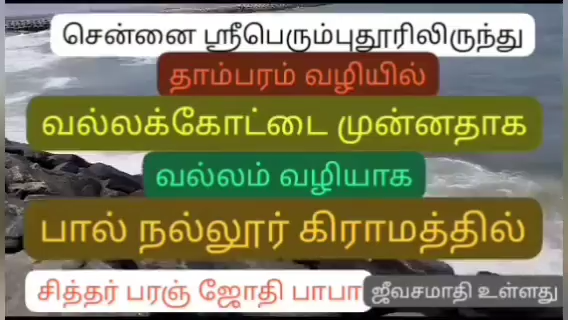 சென்னை ஸ்ரீபெரும்புதூரிலிருந்து
தாம்பரம் வழியில்
வல்லக்கோட்டை முன்னதாக
வல்லம் வழியாக
பால் நல்லூர் கிராமத்தில்
சித்தர் பரஞ் ஜோதி பாபா ஜீவசமாதி உள்ளது